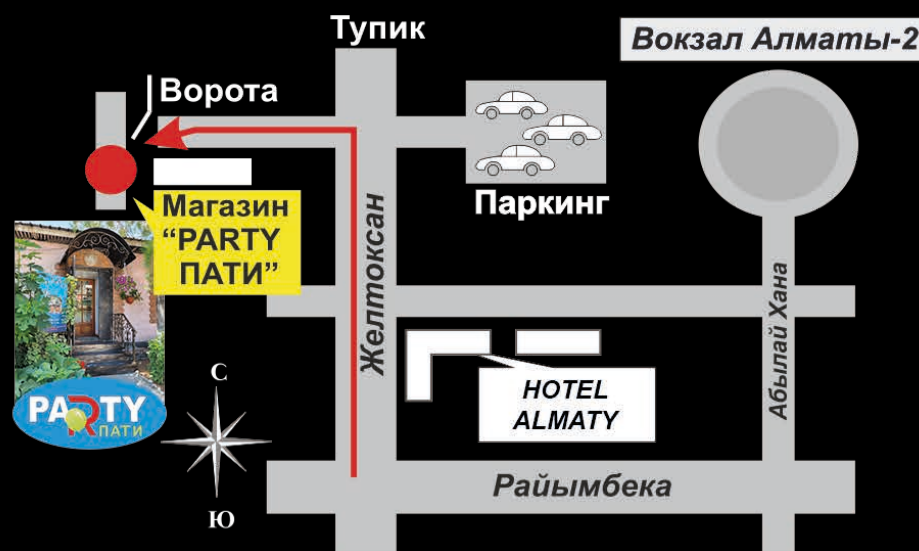 Тупик
Вокзал Алматы-2
Ворота
Паркинг
Магазин
“PARTY
ПАТИ”
Желтоксан
Абылай Хана
HOTEL
ALMATY
PARTY
ПАТИ
С
Ю
Райымбека